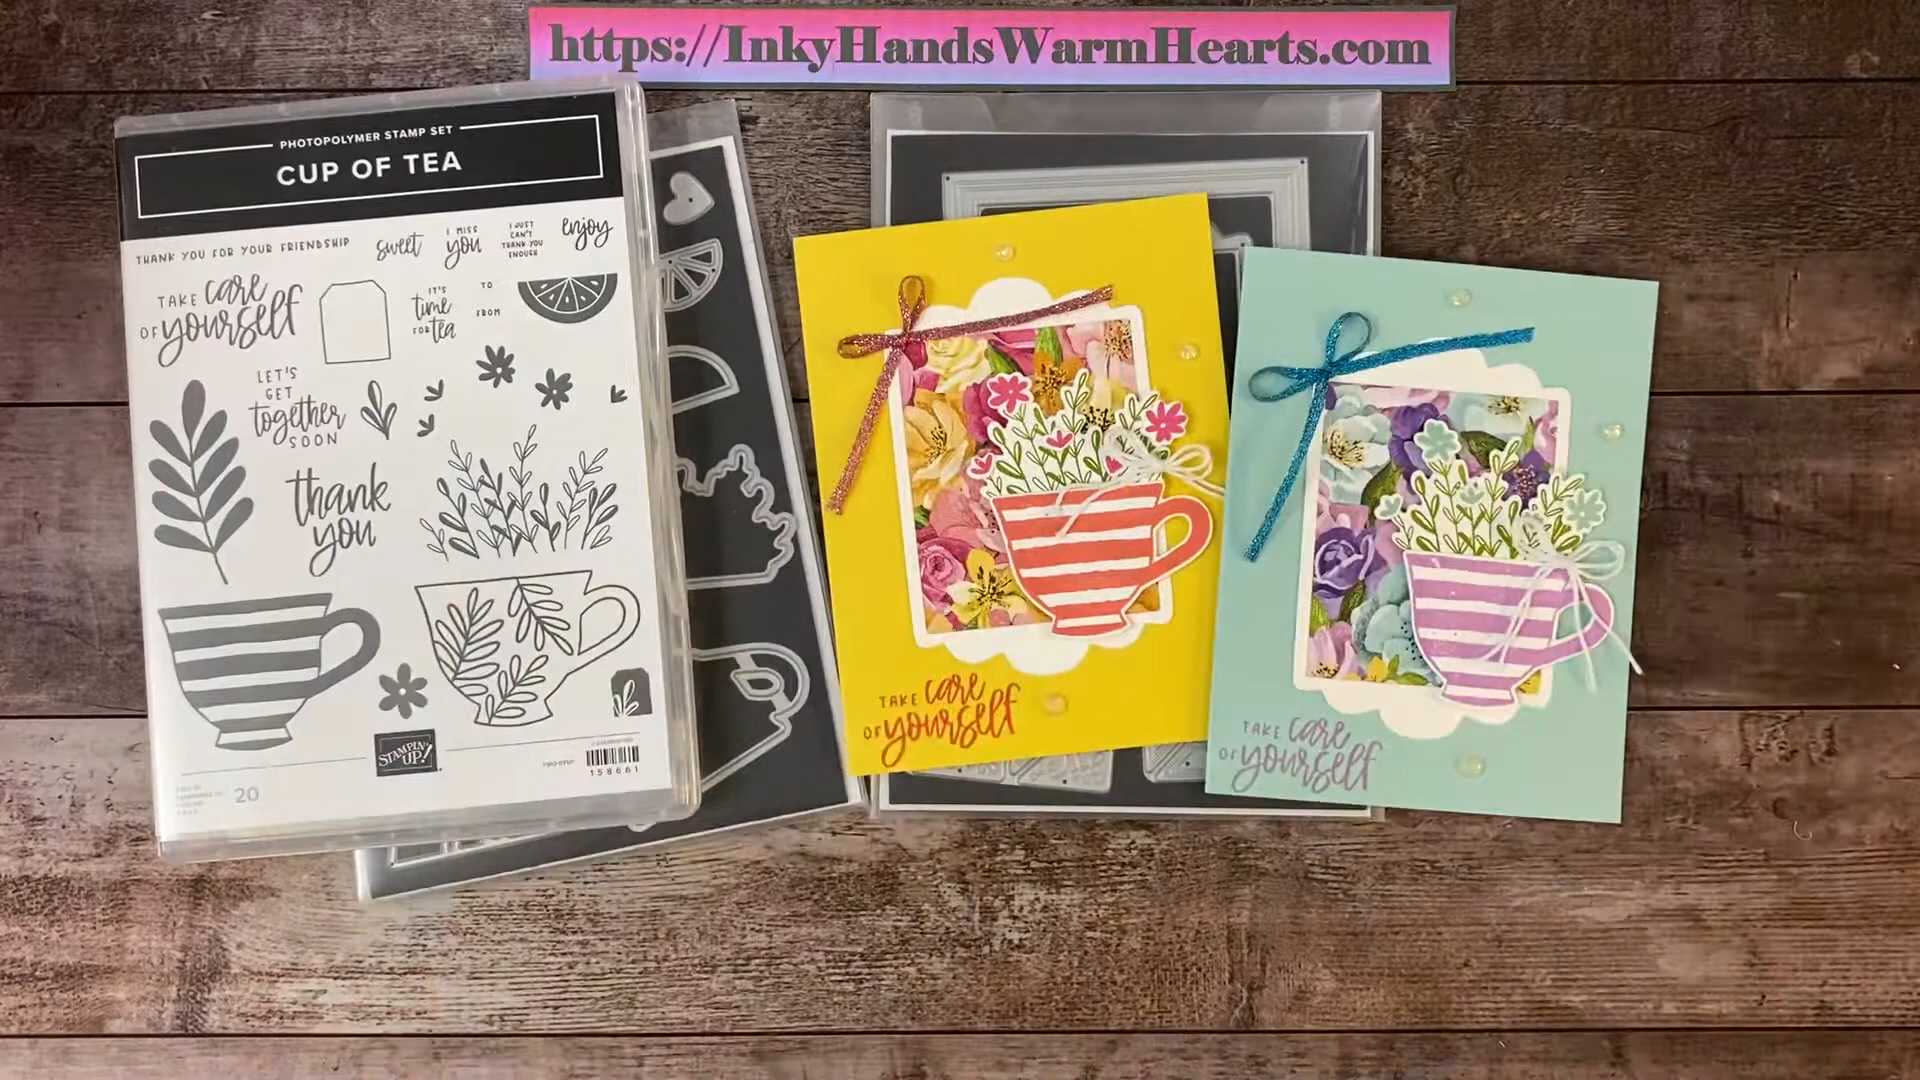 https://InkyHandsWarmHearts.com
PHOTOPOLYMER STAMP SET
CUP OF TEA
THANK YOU FOR YOUR FRIENDSHIP
sweet
I MISS
you
I JUST
CAN'T
THANK YOU
ENOUGH
enjoy
TAKE care
OF yourself
IT'S
time
FOR tea
TO
FROM
LET'S
GET
together
SOON
thank
you
STAMPIN' UP!
158661
20
TAKE care
OF yourself
TAKE care
OF yourself